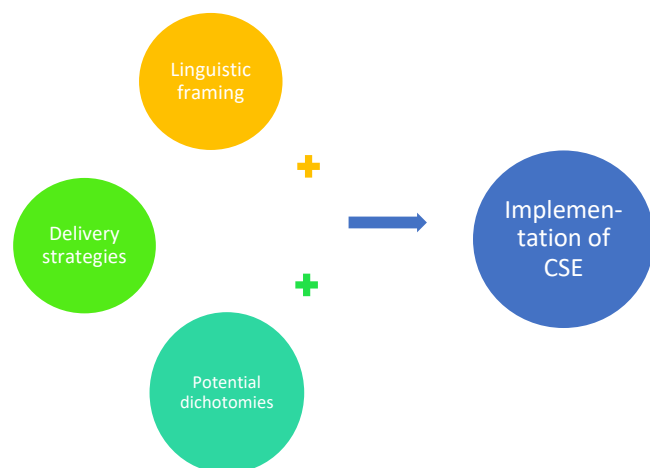 Linguistic
framing
Delivery
strategies
Potential
dichotomies
Implemen-
tation of
CSE